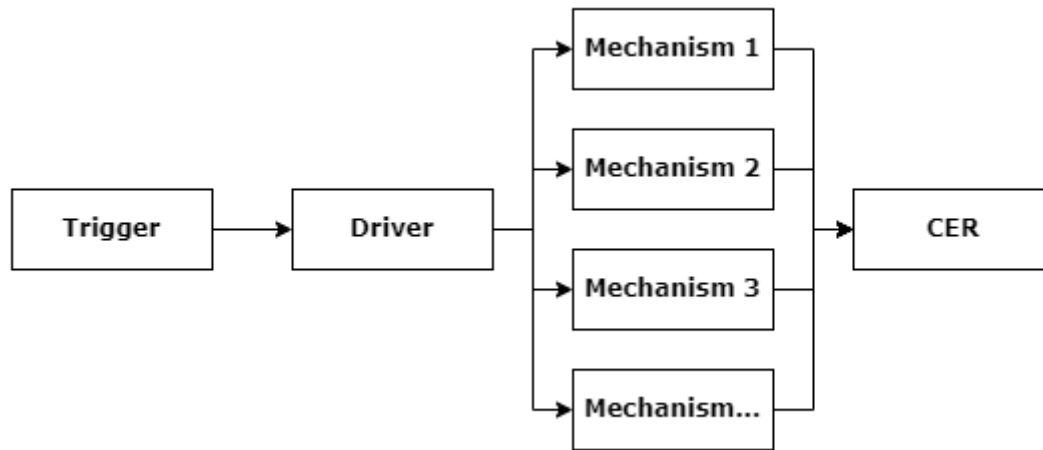 Trigger
Driver
Mechanism 1
Mechanism 2
Mechanism 3
Mechanism...
CER